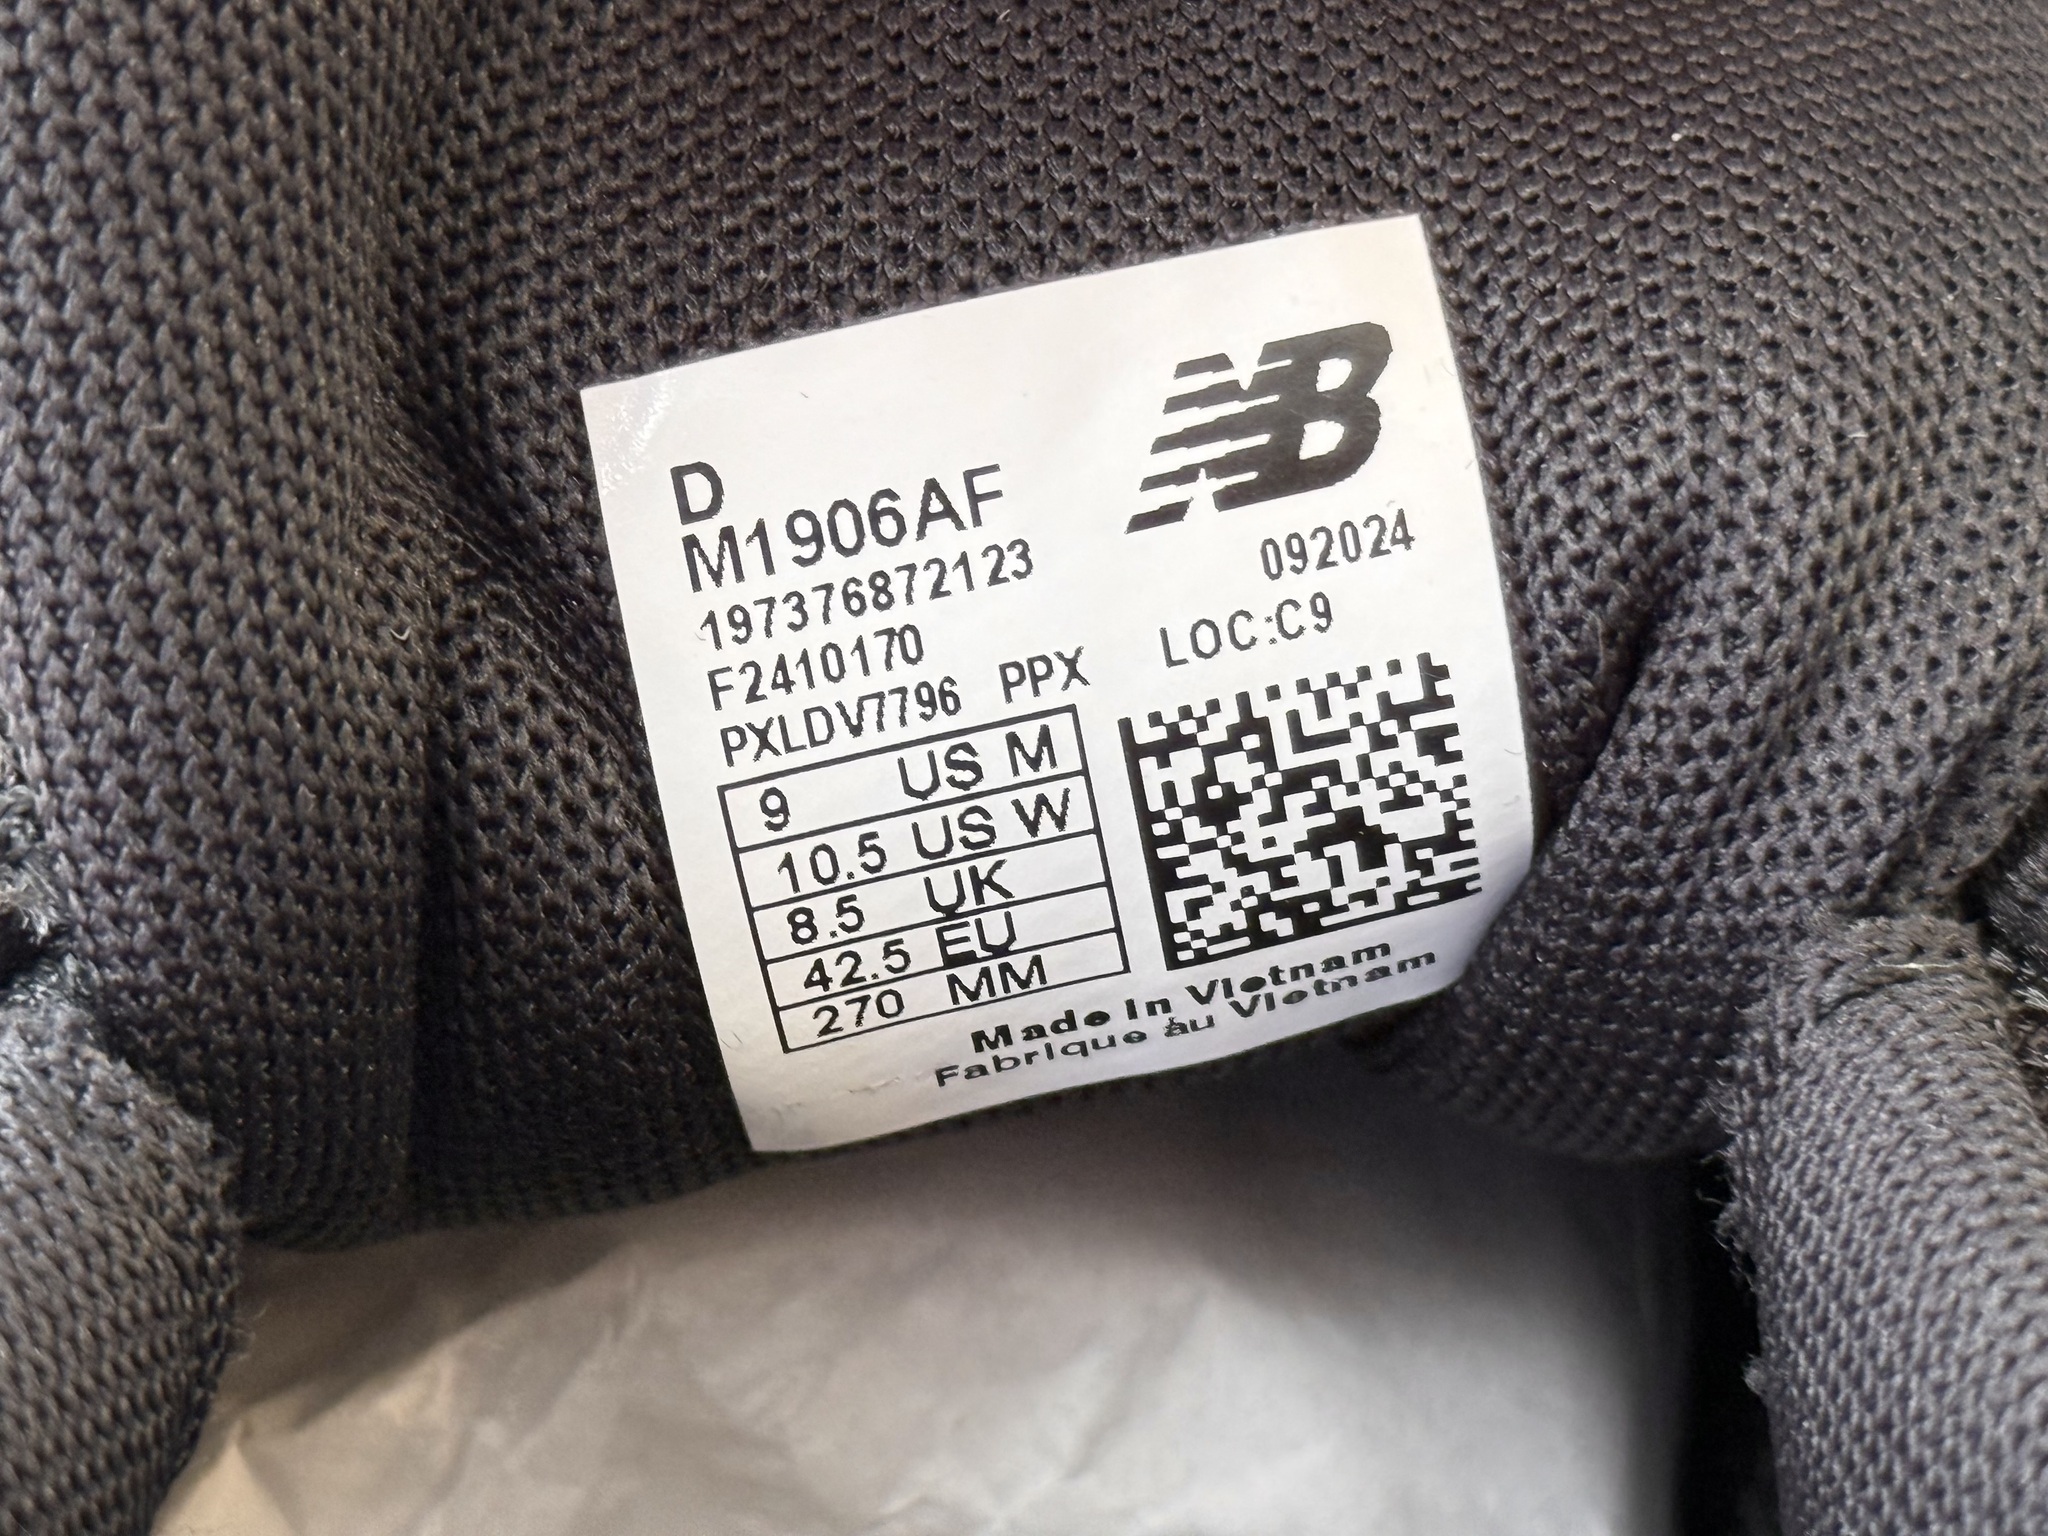 NB
D
M1906AF
092024
197376872123
LOC:C9
F2410170
PXLDV7796 PPX
9 US M
10.5 US W
8.5 UK
42.5 EU
270 MM
Made In Vietnam
Fabrique au Vietnam